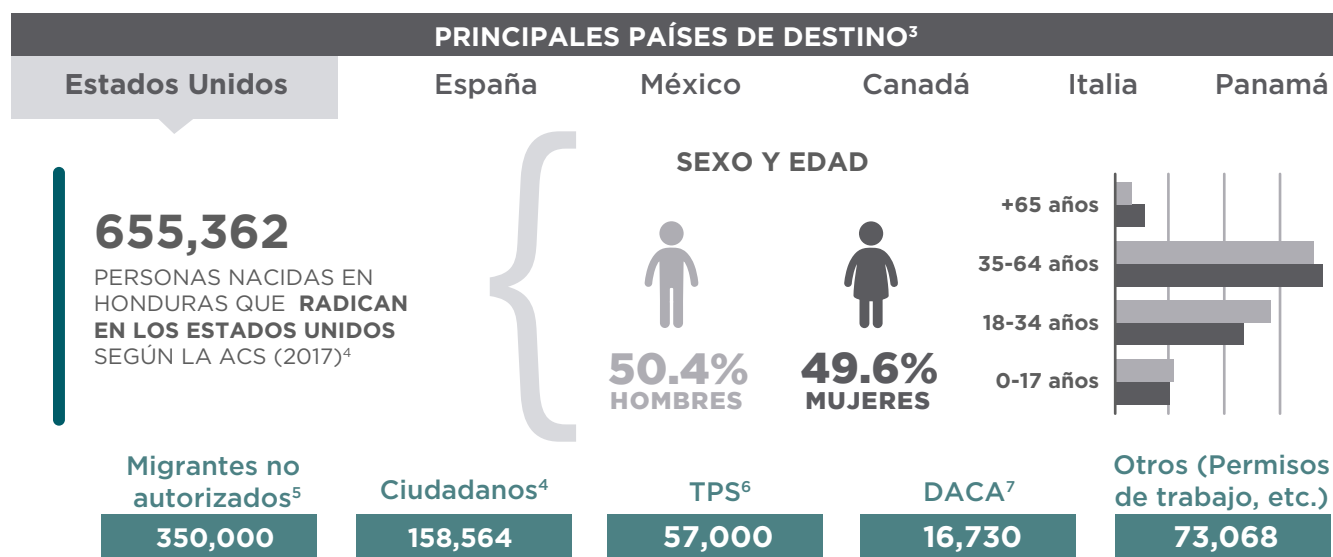 PRINCIPALES PAÍSES DE DESTINO³
Estados Unidos España México Canadá Italia Panamá
655,362
PERSONAS NACIDAS EN
HONDURAS QUE RADICAN
EN LOS ESTADOS UNIDOS
SEGÚN LA ACS (2017)⁴
SEXO Y EDAD
50.4%
HOMBRES
49.6%
MUJERES
+65 años
35-64 años
18-34 años
0-17 años
Migrantes no
autorizados⁵
350,000
Ciudadanos⁴
158,564
TPS⁶
57,000
DACA⁷
16,730
Otros (Permisos
de trabajo, etc.)
73,068